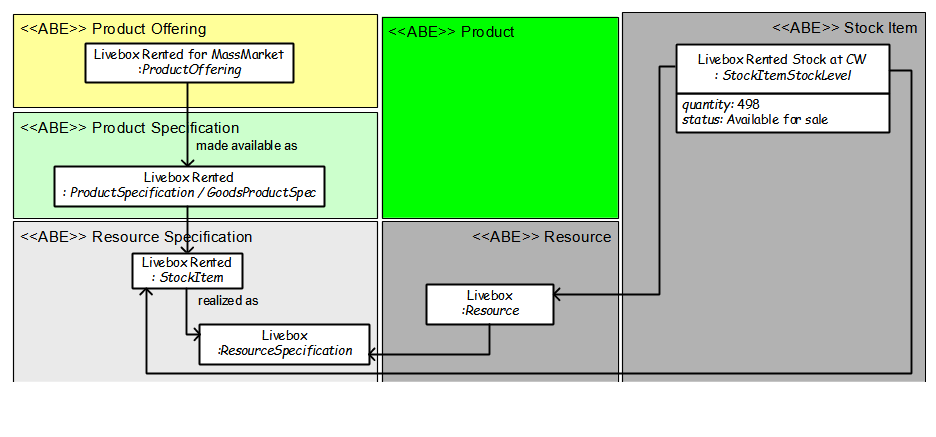 <<ABE>> Product Offering
Livebox Rented for MassMarket
:ProductOffering
<<ABE>> Product Specification
made available as
Livebox Rented
: ProductSpecification / GoodsProductSpec
<<ABE>> Resource Specification
Livebox Rented
: StockItem
realized as
Livebox
:ResourceSpecification
<<ABE>> Product
<<ABE>> Resource
Livebox
:Resource
<<ABE>> Stock Item
Livebox Rented Stock at CW
: StockItemStockLevel
quantity: 498
status: Available for sale